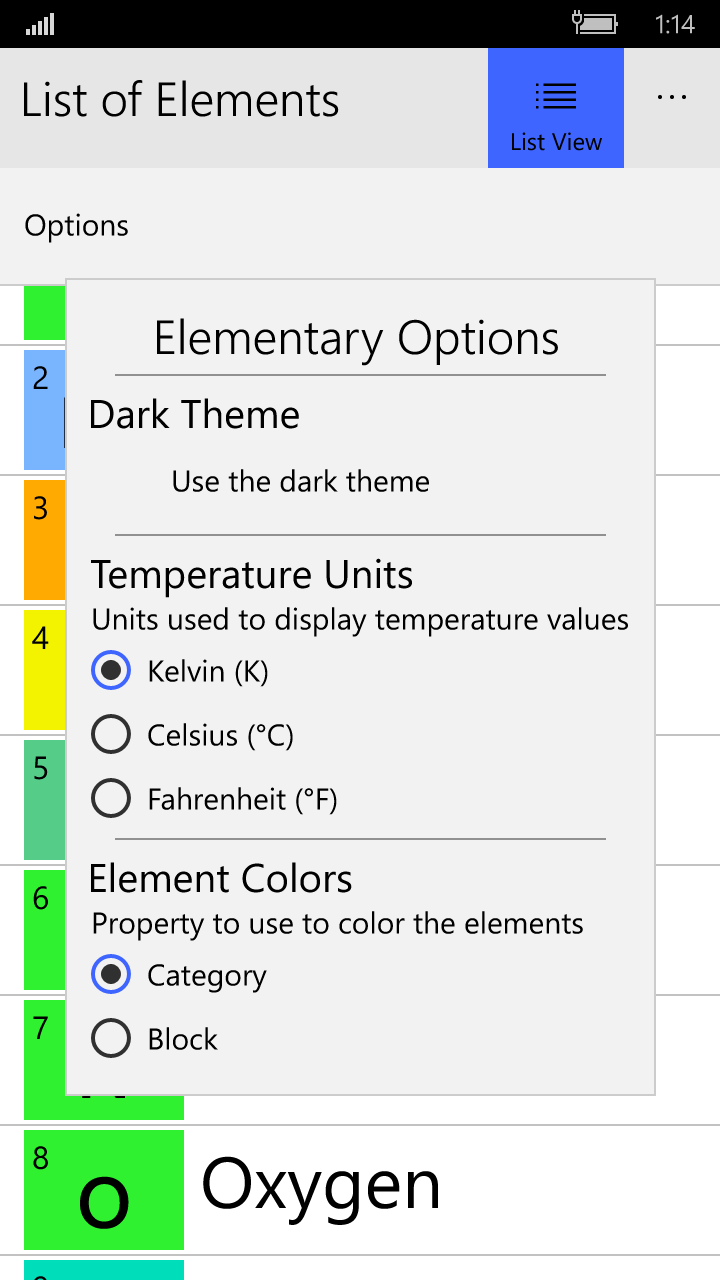 1:14
List of Elements
List View
Options
Elementary Options
2
Dark Theme
Use the dark theme
3
Temperature Units
Units used to display temperature values
4
Kelvin (K)
Celsius (°C)
5
Fahrenheit (°F)
Element Colors
6
Property to use to color the elements
Category
7
Block
8
O
Oxygen